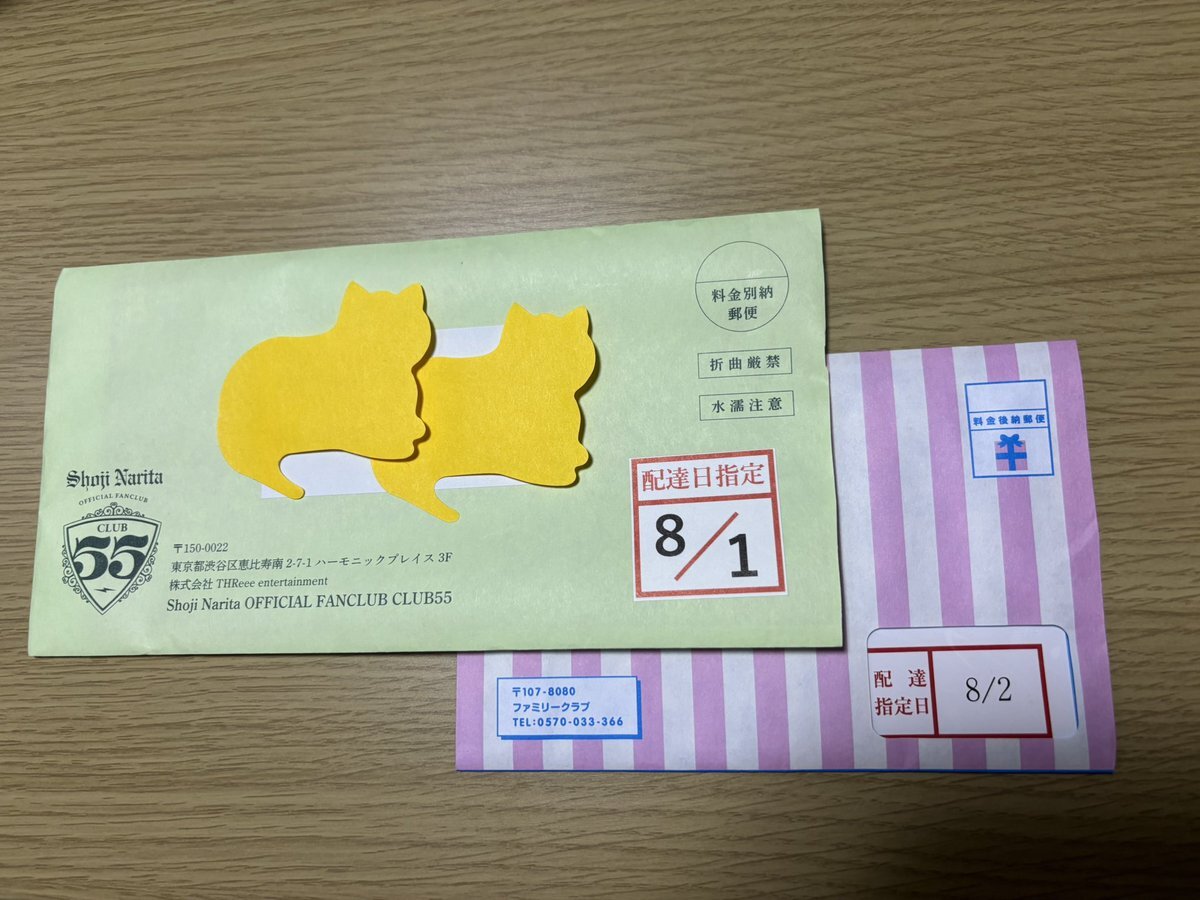 料金別納
郵便
折曲厳禁
水濡注意
配達日指定
8/1
Shoji Narita
OFFICIAL FANCLUB
CLUB
55
〒150-0022
東京都渋谷区恵比寿南 2-7-1 ハーモニックプレイス 3F
株式会社 THReee entertainment
Shoji Narita OFFICIAL FANCLUB CLUB55
料金後納郵便
〒107-8080
ファミリークラブ
TEL:0570-033-366
配達
指定日
8/2